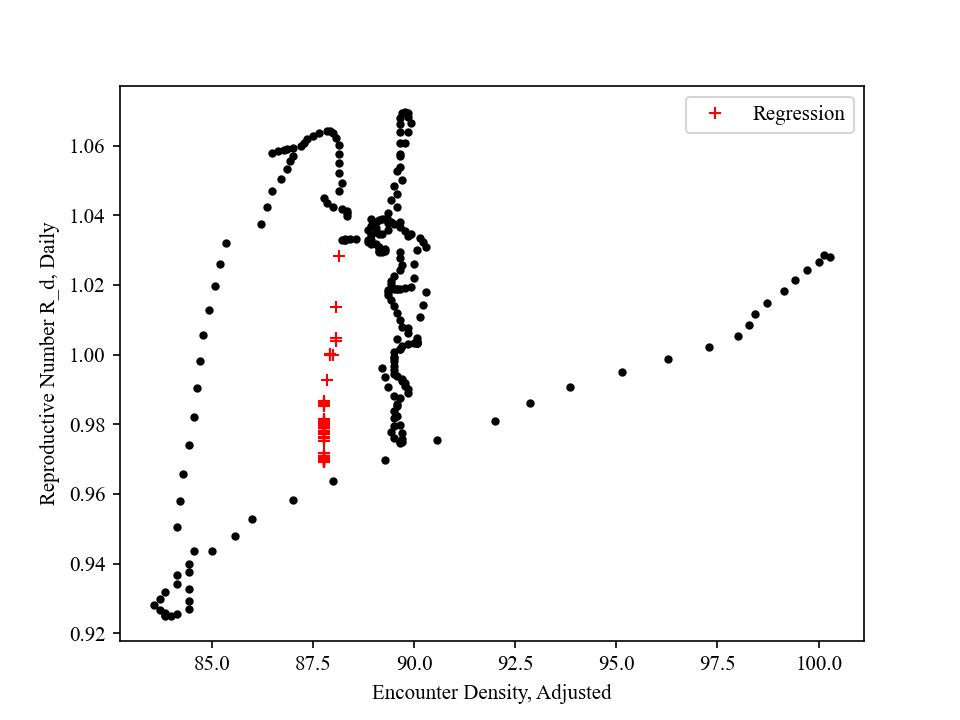 Regression
1.06
1.04
1.02
1.00
0.98
0.96
0.94
0.92
Reproductive Number R_d, Daily
85.0 87.5 90.0 92.5 95.0 97.5 100.0
Encounter Density, Adjusted